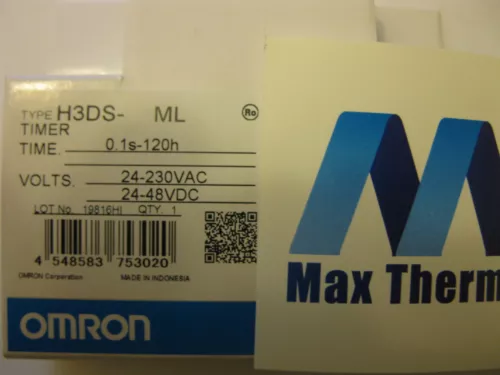 TYPE H3DS- ML
TIMER
TIME. 0.1s-120h
VOLTS. 24-230VAC
24-48VDC
LOT No. 19816HI QTY. 1
4 548583 753020
OMRON Corporation MADE IN INDONESIA
OMRON
Ro
Max Therm